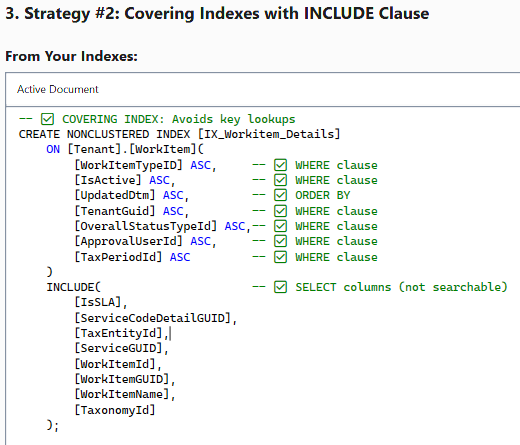 3. Strategy #2: Covering Indexes with INCLUDE Clause
From Your Indexes:
Active Document
-- ✅ COVERING INDEX: Avoids key lookups
CREATE NONCLUSTERED INDEX [IX_Workitem_Details]
ON [Tenant].[WorkItem](
[WorkItemTypeID] ASC, -- ✅ WHERE clause
[IsActive] ASC, -- ✅ WHERE clause
[UpdatedDtm] ASC, -- ✅ ORDER BY
[TenantGuid] ASC, -- ✅ WHERE clause
[OverallStatusTypeId] ASC,-- ✅ WHERE clause
[ApprovalUserId] ASC, -- ✅ WHERE clause
[TaxPeriodId] ASC -- ✅ WHERE clause
)
INCLUDE( -- ✅ SELECT columns (not searchable)
[IsSLA],
[ServiceCodeDetailGUID],
[TaxEntityId],
[ServiceGUID],
[WorkItemId],
[WorkItemGUID],
[WorkItemName],
[TaxonomyId]
);